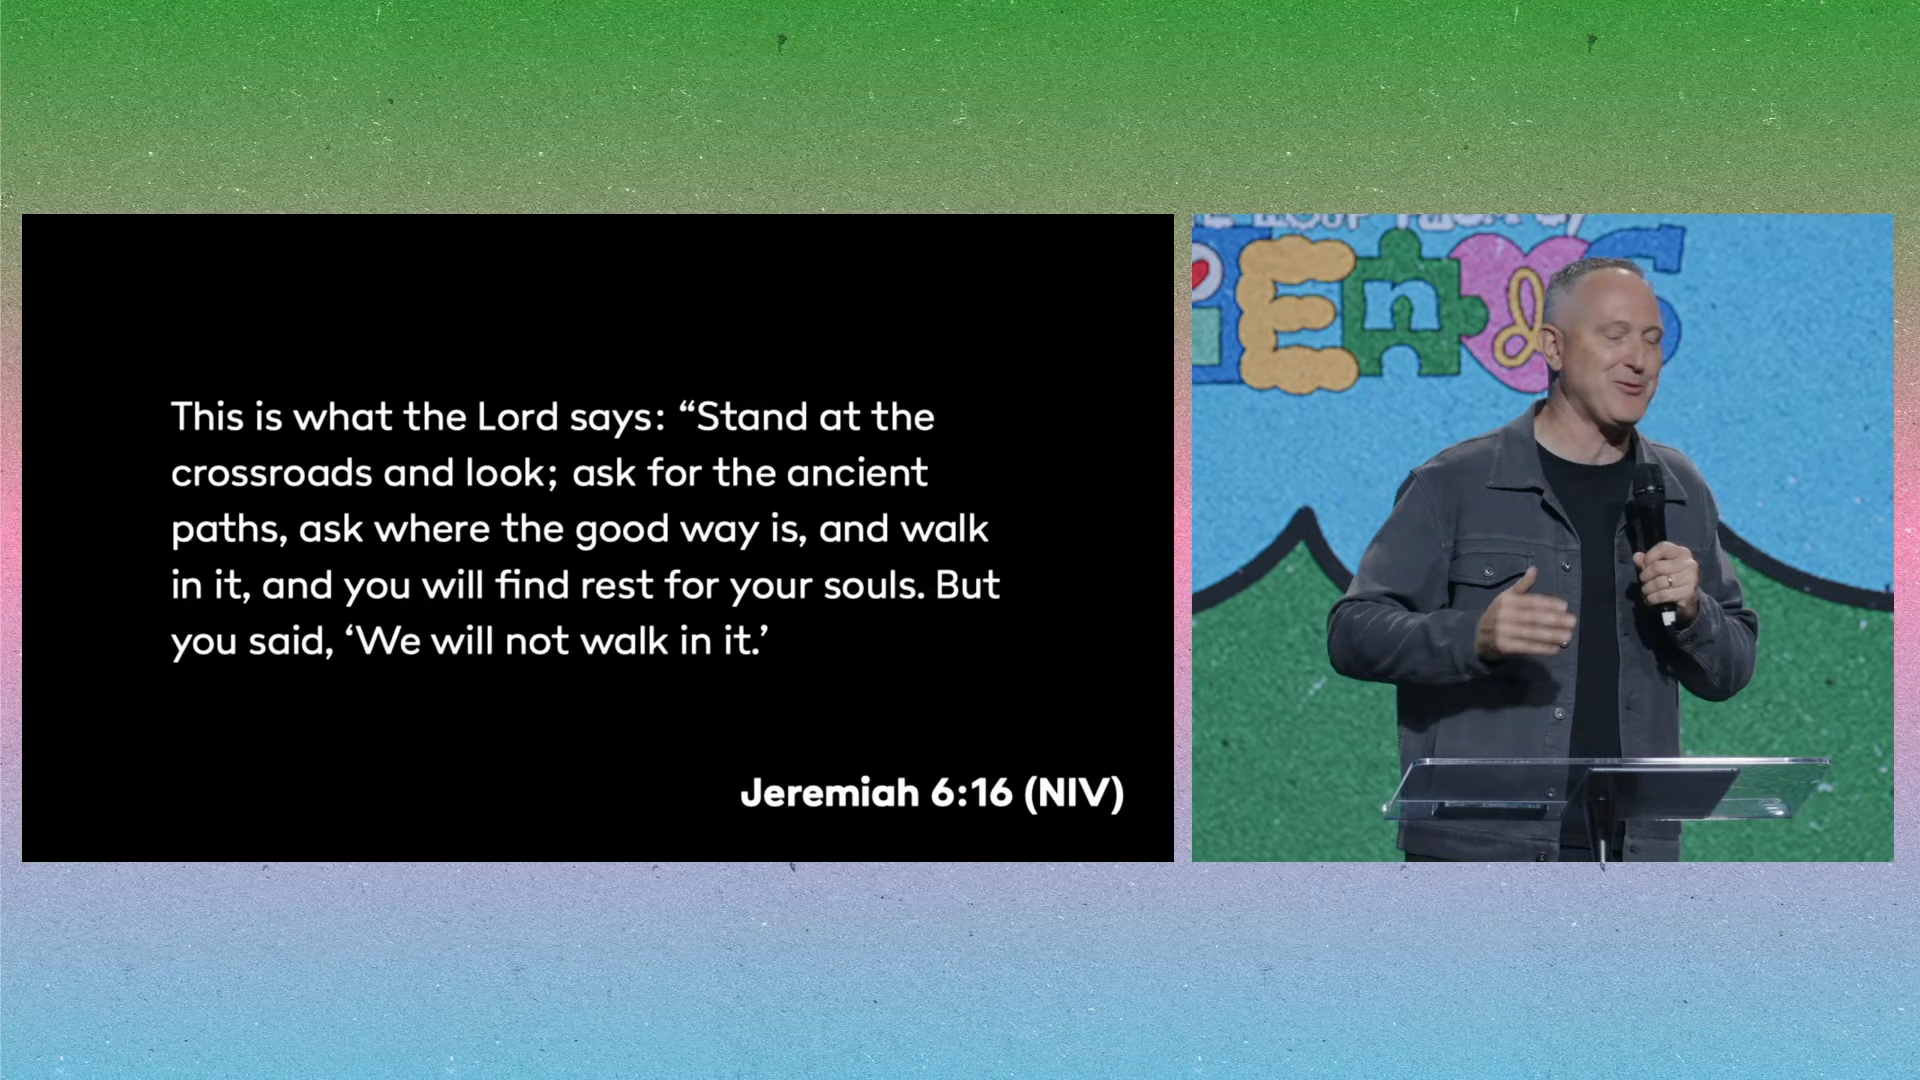 This is what the Lord says: “Stand at the
crossroads and look; ask for the ancient
paths, ask where the good way is, and walk
in it, and you will find rest for your souls. But
you said, ‘We will not walk in it.’
Jeremiah 6:16 (NIV)
iEndS